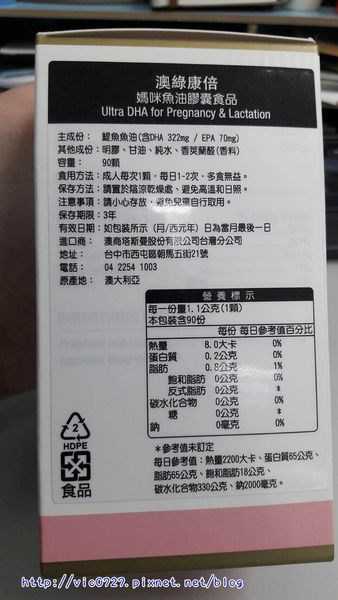 澳綠康倍
媽咪魚油膠囊食品
Ultra DHA for Pregnancy & Lactation
主成份： 鯷魚魚油(含DHA 322mg / EPA 70mg)
其他成份：明膠、甘油、純水、香莢蘭醛(香料)
容量： 90顆
食用方法：成人每次1顆，每日1-2次，多食無益。
保存方法：請置於陰涼乾燥處、避免高溫和日照。
注意事項：請小心存放，避免兒童自行取用。
保存期限：3年
有效日期：如包裝所示（月/西元年）日為當月最後一日
進口商： 澳商塔斯曼股份有限公司台灣分公司
地址： 台中市西屯區朝馬五街21號
電話： 04 2254 1003
原產地： 澳大利亞
營養標示
每一份量1.1公克(1顆)
本包裝含90份
每份 每日參考值百分比
熱量 8.0大卡 0%
蛋白質 0.2公克 0%
脂肪 0.8公克 1%
飽和脂肪 0公克 0%
反式脂肪 0公克 *
碳水化合物 0公克 0%
糖 0公克 *
鈉 0毫克 0%
*參考值未訂定
每日參考值：熱量2200大卡、蛋白質65公克、
脂肪65公克、飽和脂肪18公克、
碳水化合物330公克、鈉2000毫克。
2
HDPE
食品
http://vic0729.pixnet.net/blog